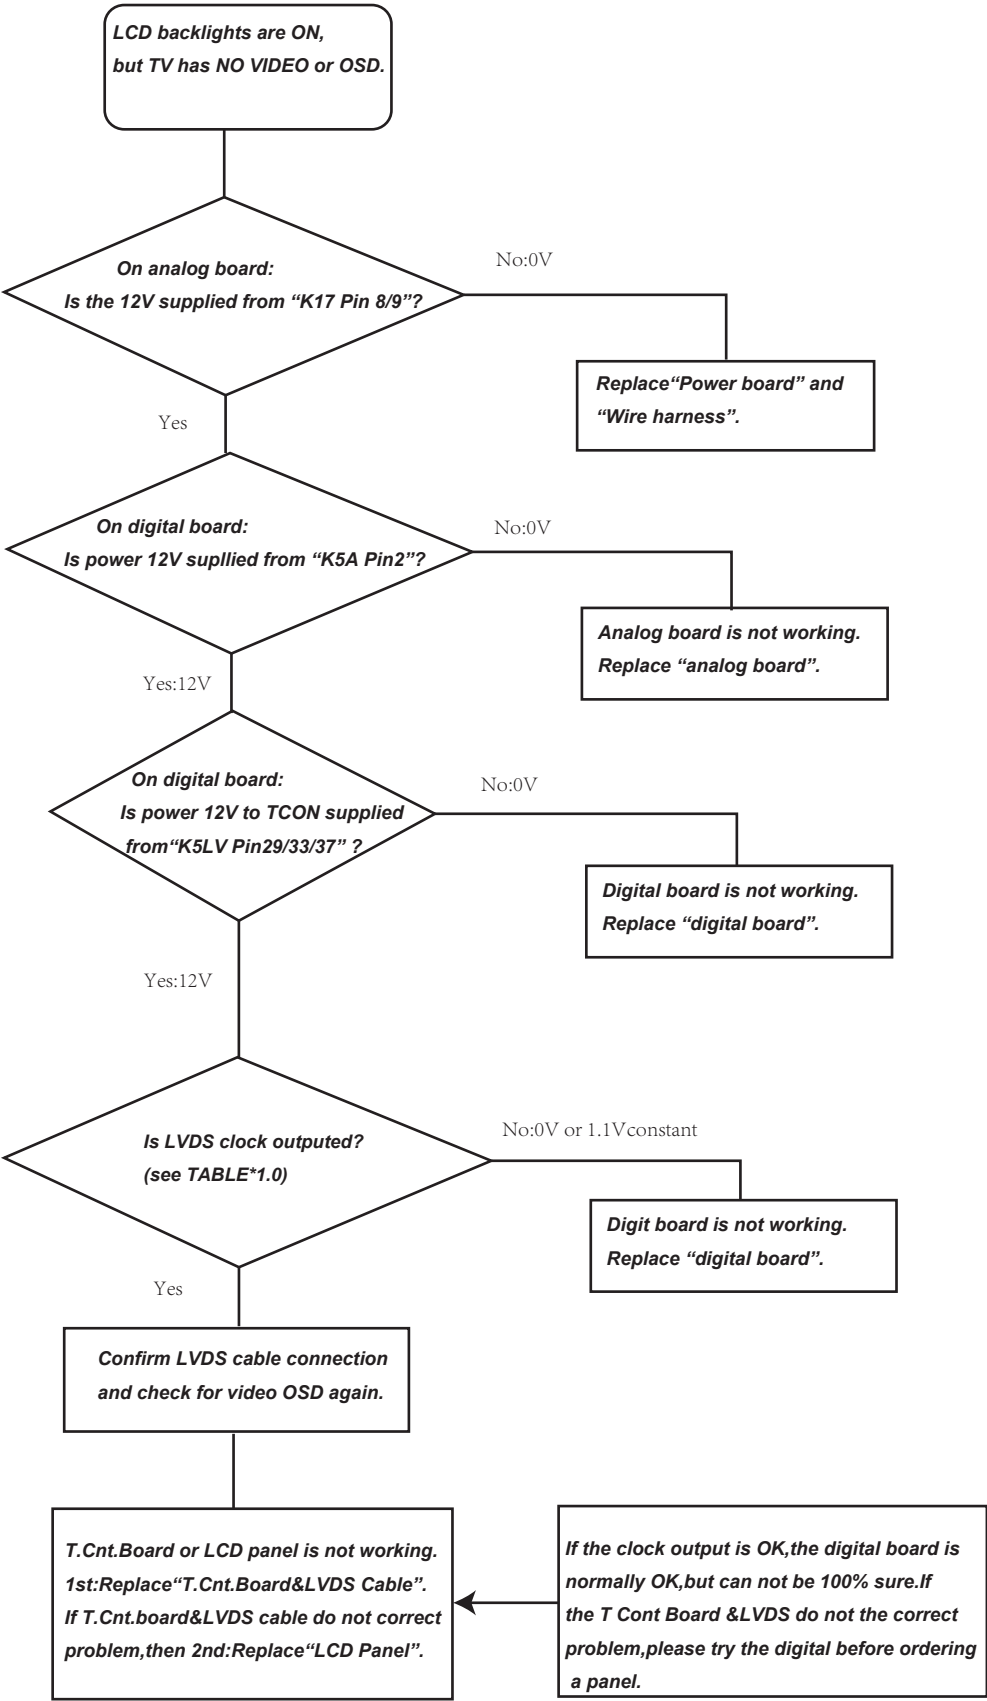 LCD backlights are ON,
but TV has NO VIDEO or OSD.
On analog board:
Is the 12V supplied from “K17 Pin 8/9”?
No:0V
Replace“Power board” and
“Wire harness”.
Yes
On digital board:
Is power 12V supllied from “K5A Pin2”?
No:0V
Analog board is not working.
Replace “analog board”.
Yes:12V
On digital board:
Is power 12V to TCON supplied
from“K5LV Pin29/33/37” ?
No:0V
Digital board is not working.
Replace “digital board”.
Yes:12V
Is LVDS clock outputed?
(see TABLE*1.0)
No:0V or 1.1Vconstant
Digit board is not working.
Replace “digital board”.
Yes
Confirm LVDS cable connection
and check for video OSD again.
T.Cnt.Board or LCD panel is not working.
1st:Replace“T.Cnt.Board&LVDS Cable”.
If T.Cnt.board&LVDS cable do not correct
problem,then 2nd:Replace“LCD Panel”.
If the clock output is OK,the digital board is
normally OK,but can not be 100% sure.If
the T Cont Board &LVDS do not the correct
problem,please try the digital before ordering
a panel.